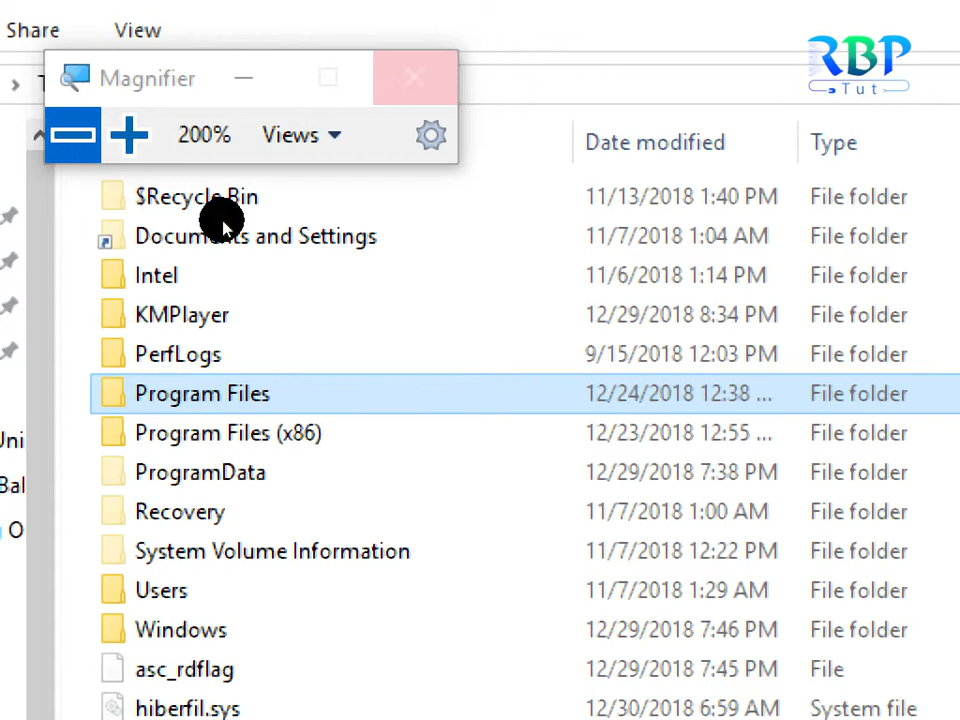 Share View
RBP
Tut
Magnifier
200% Views
Date modified Type
$Recycle Bin 11/13/2018 1:40 PM File folder
Documents and Settings 11/7/2018 1:04 AM File folder
Intel 11/6/2018 1:14 PM File folder
KMPlayer 12/29/2018 8:34 PM File folder
PerfLogs 9/15/2018 12:03 PM File folder
Program Files 12/24/2018 12:38 ... File folder
Uni Program Files (x86) 12/23/2018 12:55 ... File folder
Bal ProgramData 12/29/2018 7:38 PM File folder
O Recovery 11/7/2018 1:00 AM File folder
System Volume Information 11/7/2018 12:22 PM File folder
Users 11/7/2018 1:29 AM File folder
Windows 12/29/2018 7:46 PM File folder
asc_rdflag 12/29/2018 7:45 PM File
hiberfil.sys 12/30/2018 6:59 AM System file